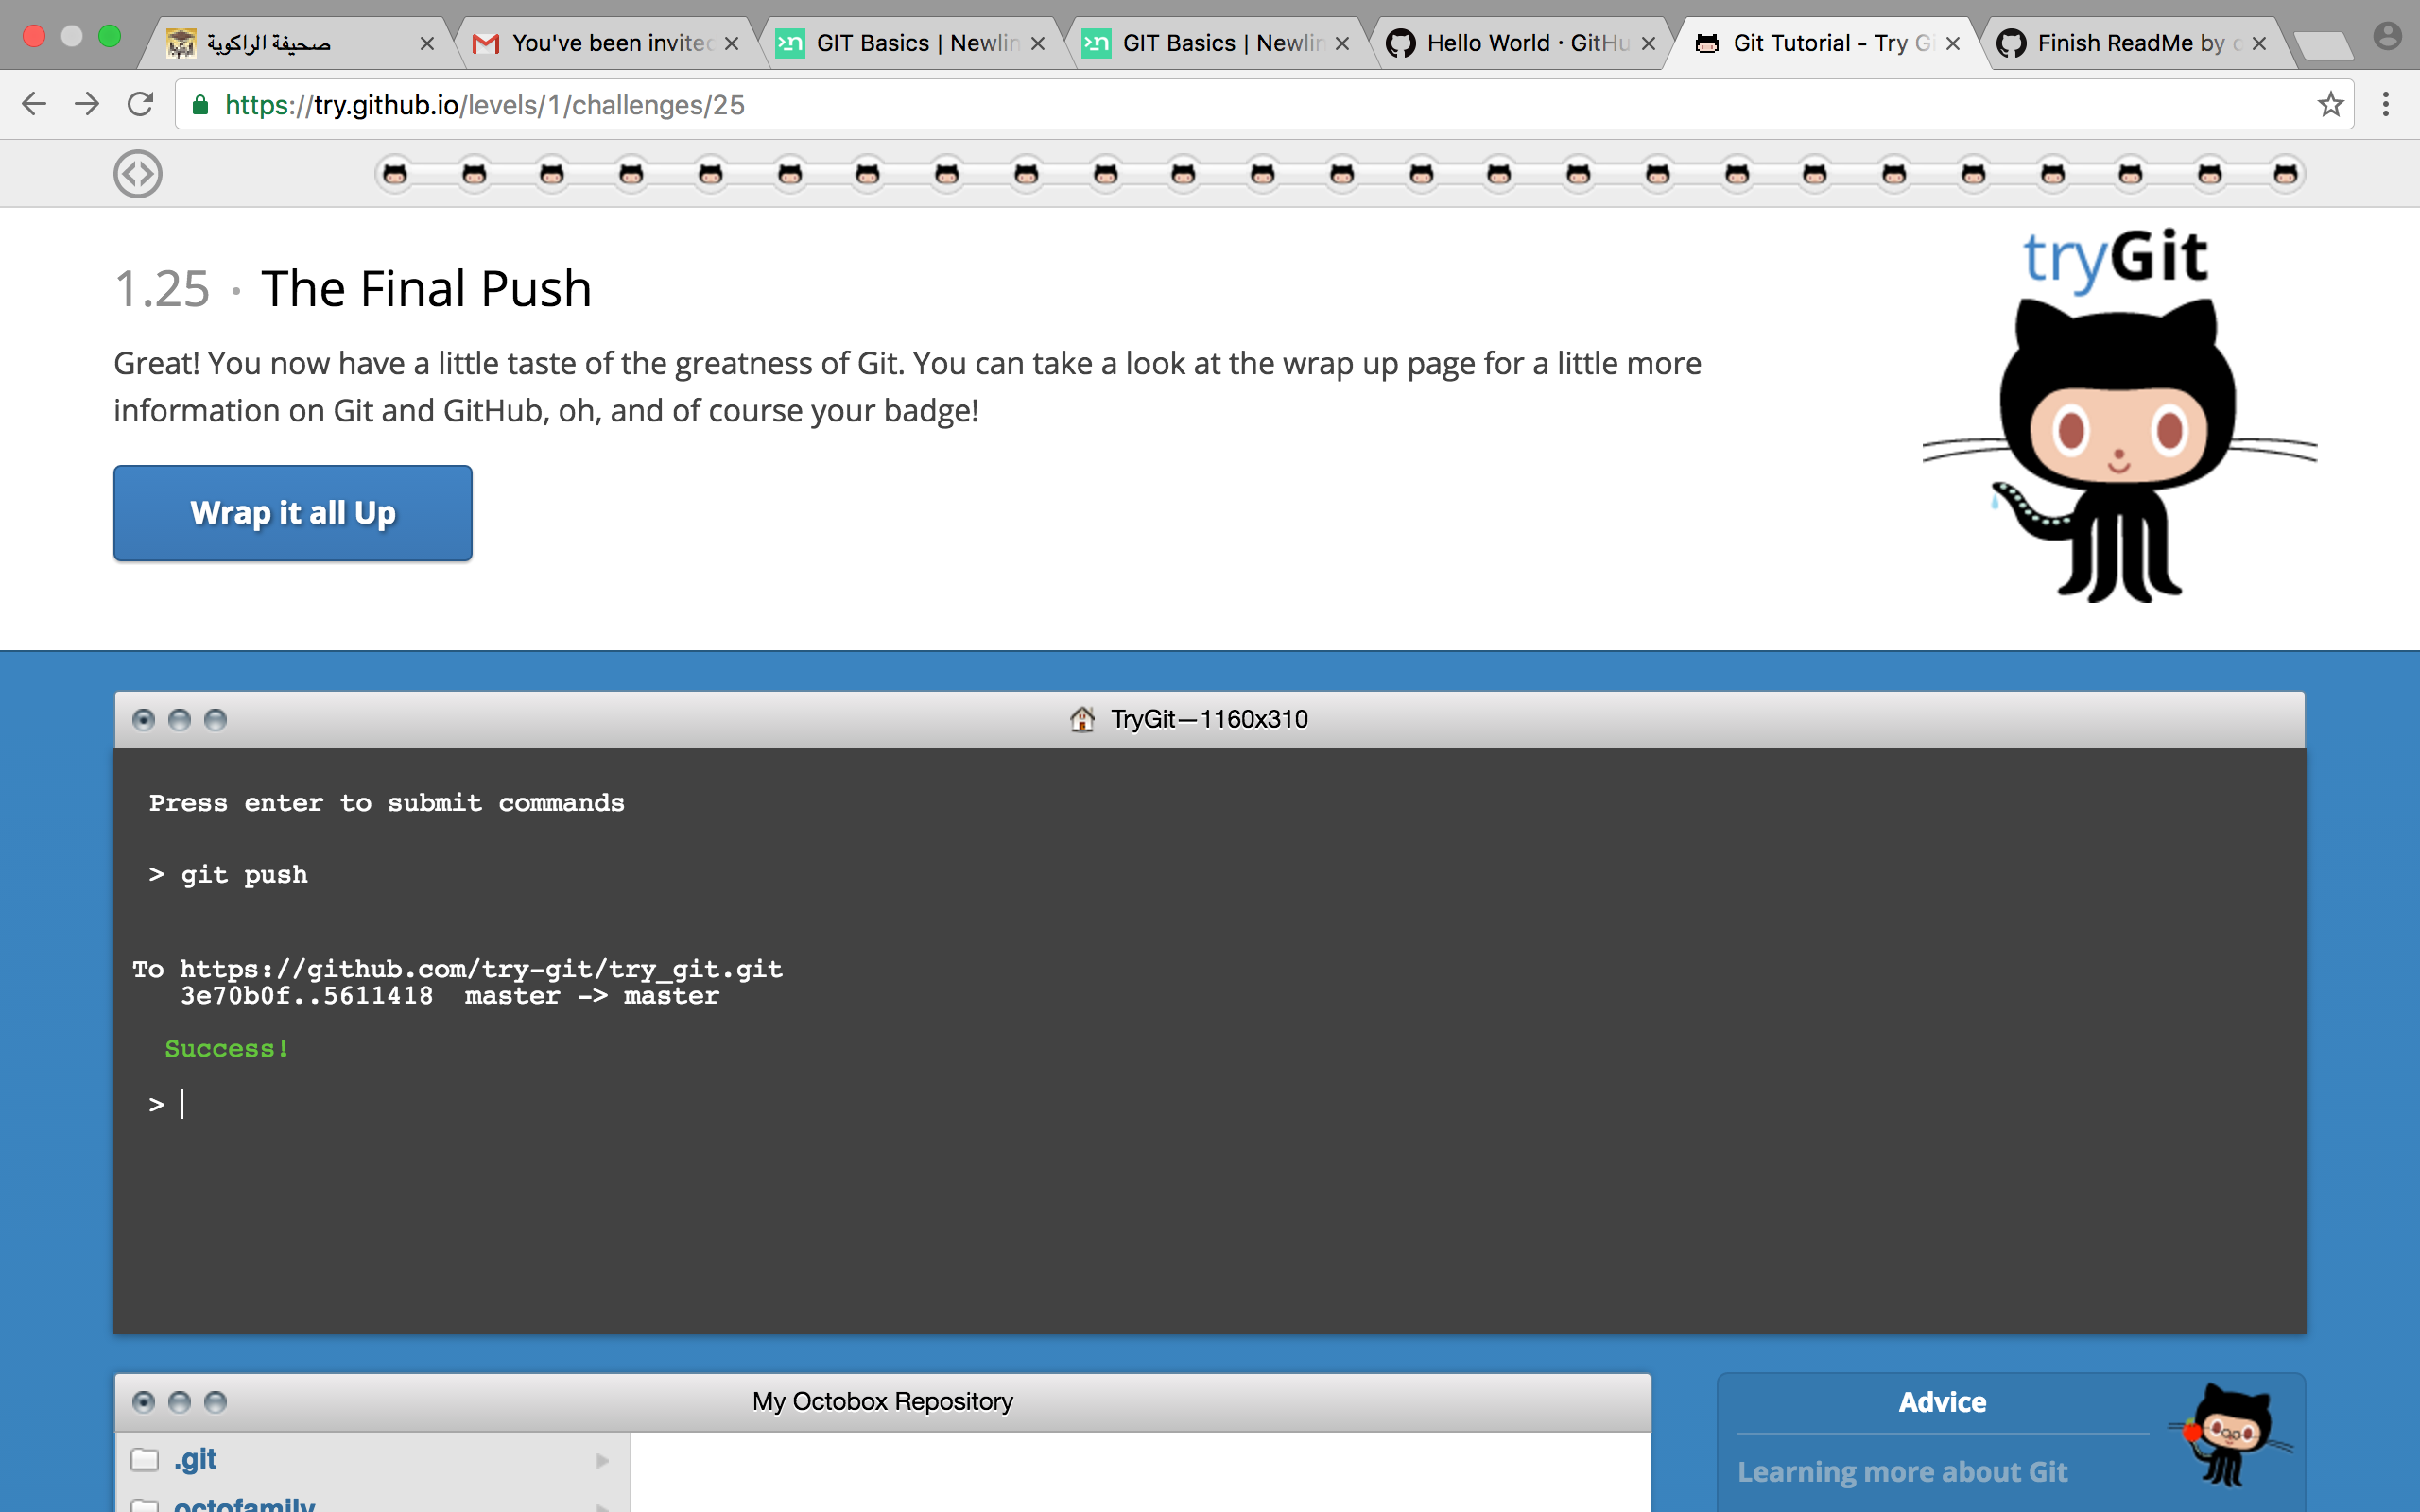 صحيفة الراكوبة
You've been invited
GIT Basics | Newlin
GIT Basics | Newlin
Hello World · GitHu
Git Tutorial - Try Gi
Finish ReadMe by
https://try.github.io/levels/1/challenges/25
1.25 · The Final Push
tryGit
Great! You now have a little taste of the greatness of Git. You can take a look at the wrap up page for a little more
information on Git and GitHub, oh, and of course your badge!
Wrap it all Up
TryGit—1160x310
Press enter to submit commands
> git push
To https://github.com/try-git/try_git.git
3e70b0f..5611418 master -> master
Success!
>
My Octobox Repository
.git
octofamily
Advice
Learning more about Git